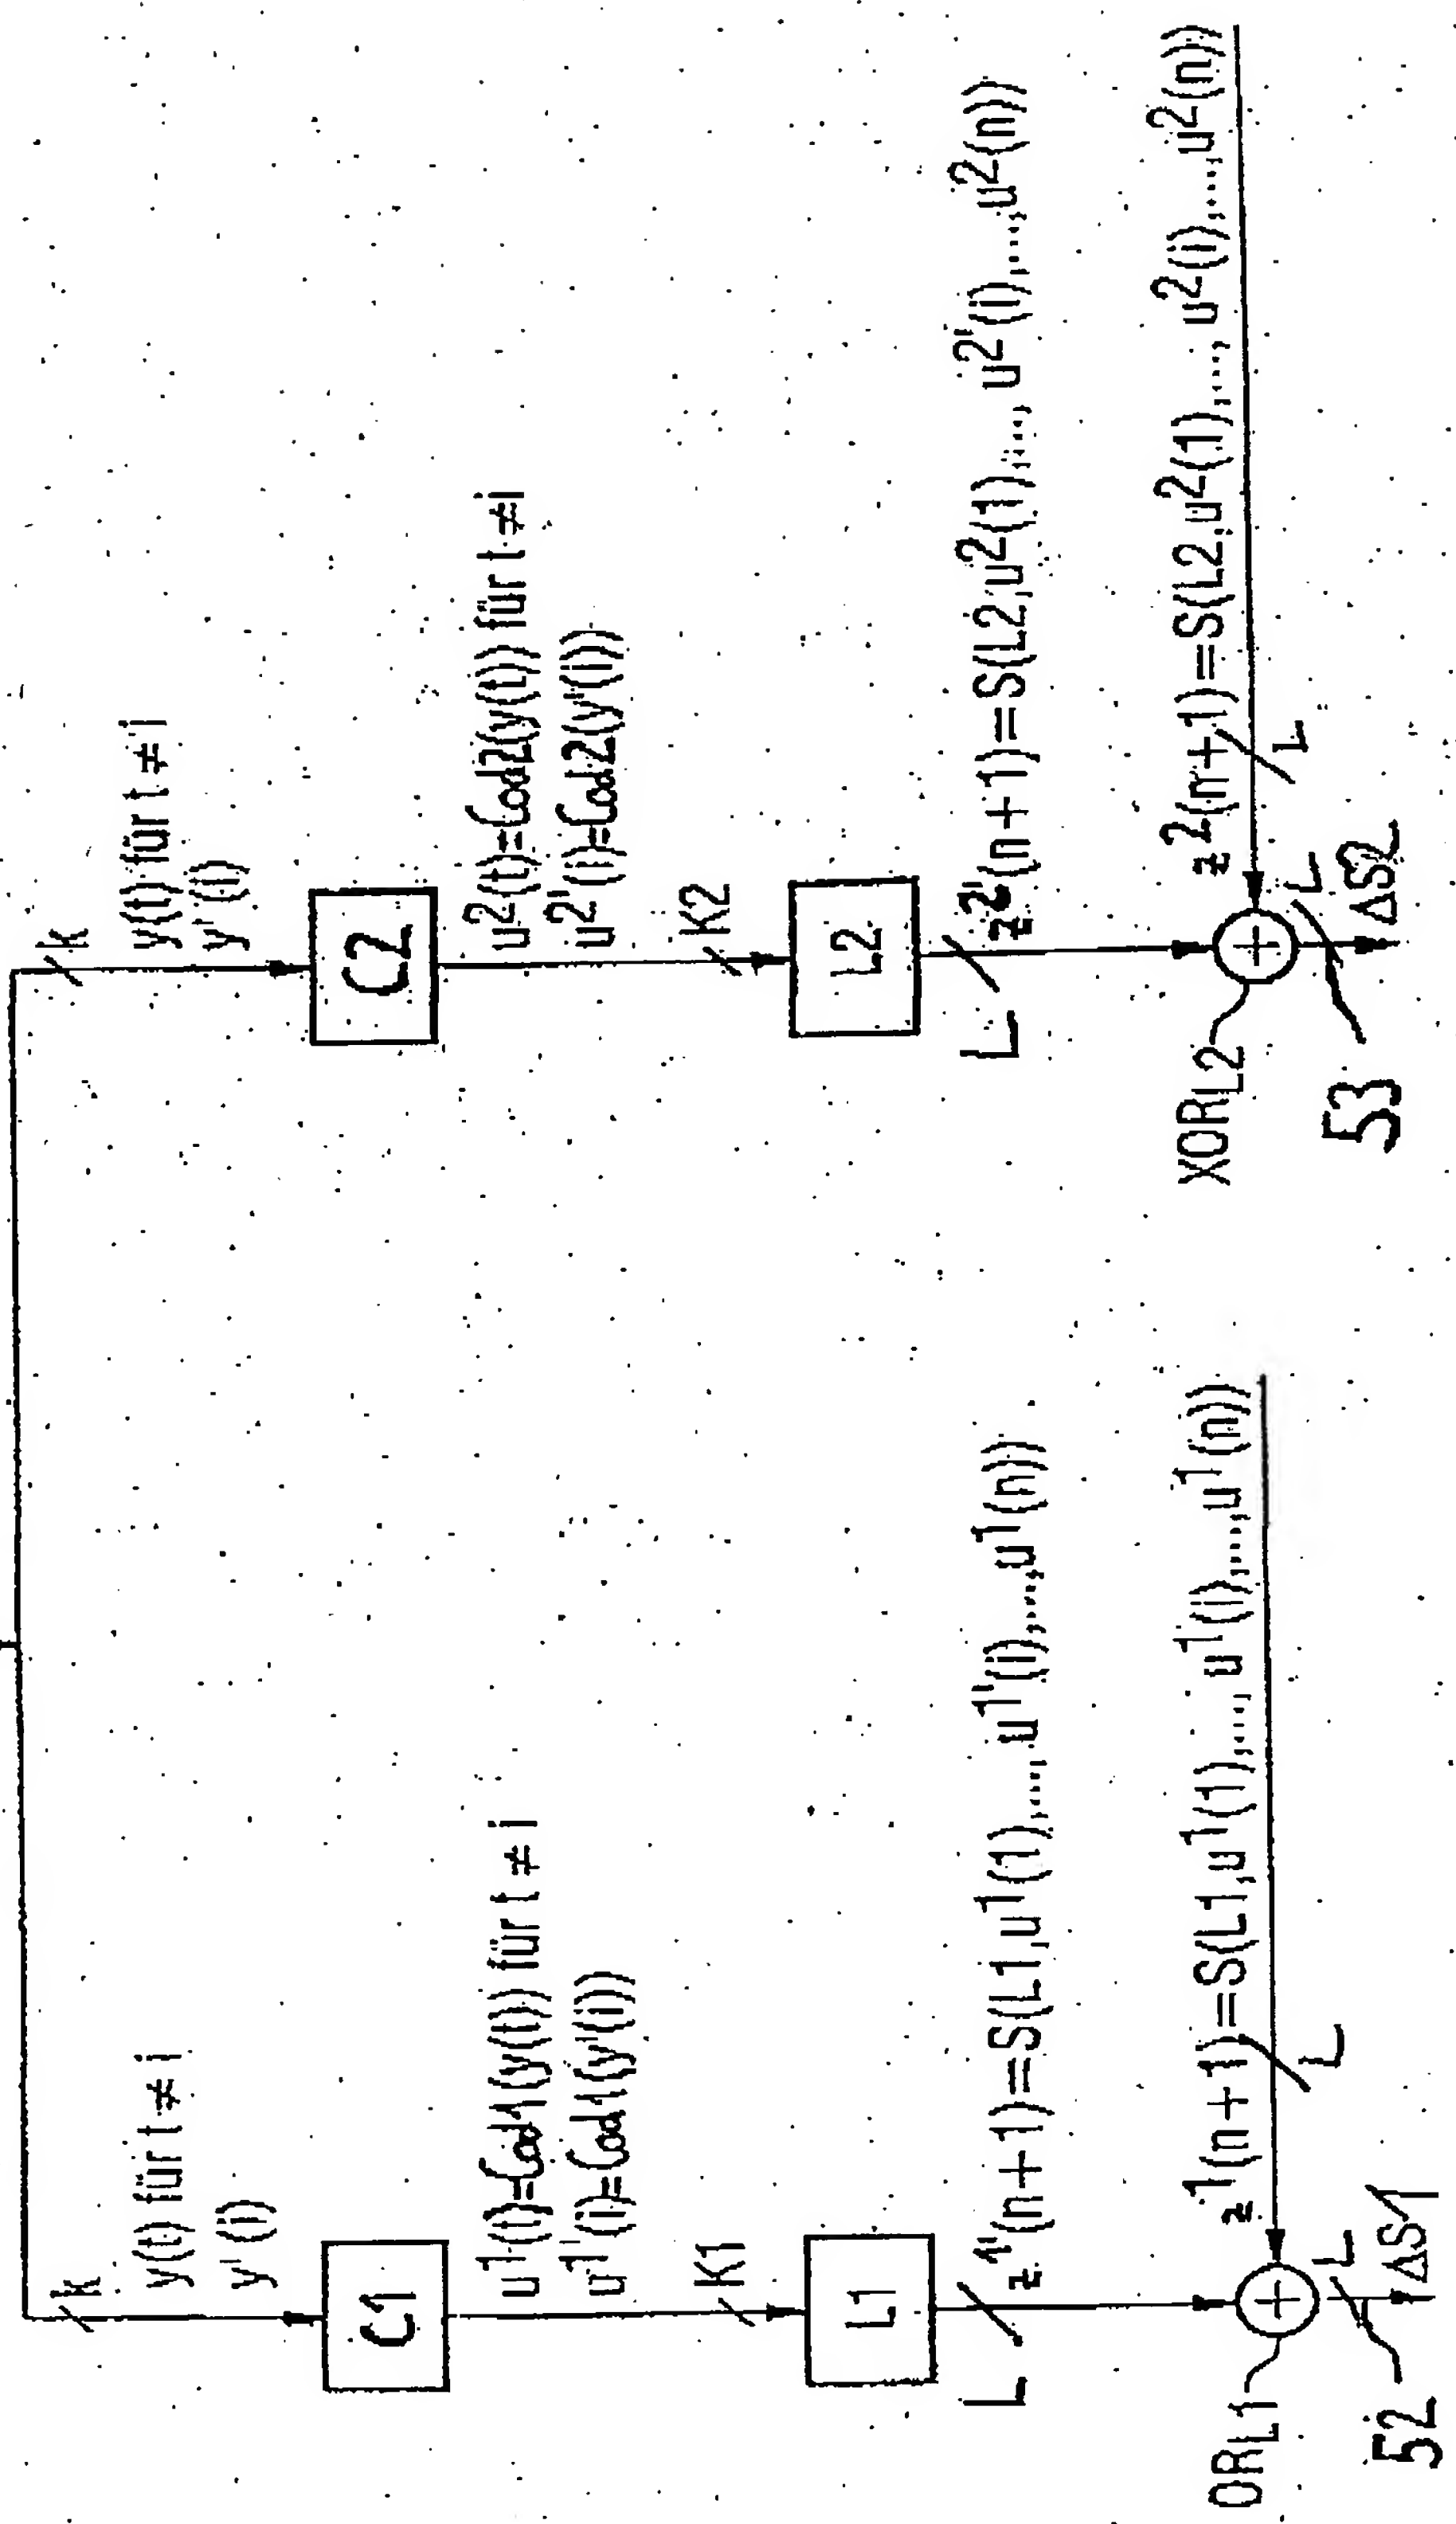 k
y(t) für t ≠ i
y'(i)
C1
u¹(t)=Cod1(y(t)) für t ≠ i
u¹'(i)=Cod1(y'(i))
K1
L1
L
z¹'(n+1)=S(L1,u¹(1),..., u¹'(i),...,u¹(n))
z¹(n+1)=S(L1,u¹(1),..., u¹(i),...,u¹(n))
L
ORL1
L
ΔS1
52
k
y(t) für t ≠ i
y'(i)
C2
u²(t)=Cod2(y(t)) für t ≠ i
u²'(i)=Cod2(y'(i))
K2
L2
L
z²'(n+1)=S(L2,u²(1),..., u²'(i),...,u²(n))
z²(n+1)=S(L2,u²(1),..., u²(i),...,u²(n))
L
XORL2
L
ΔS2
53